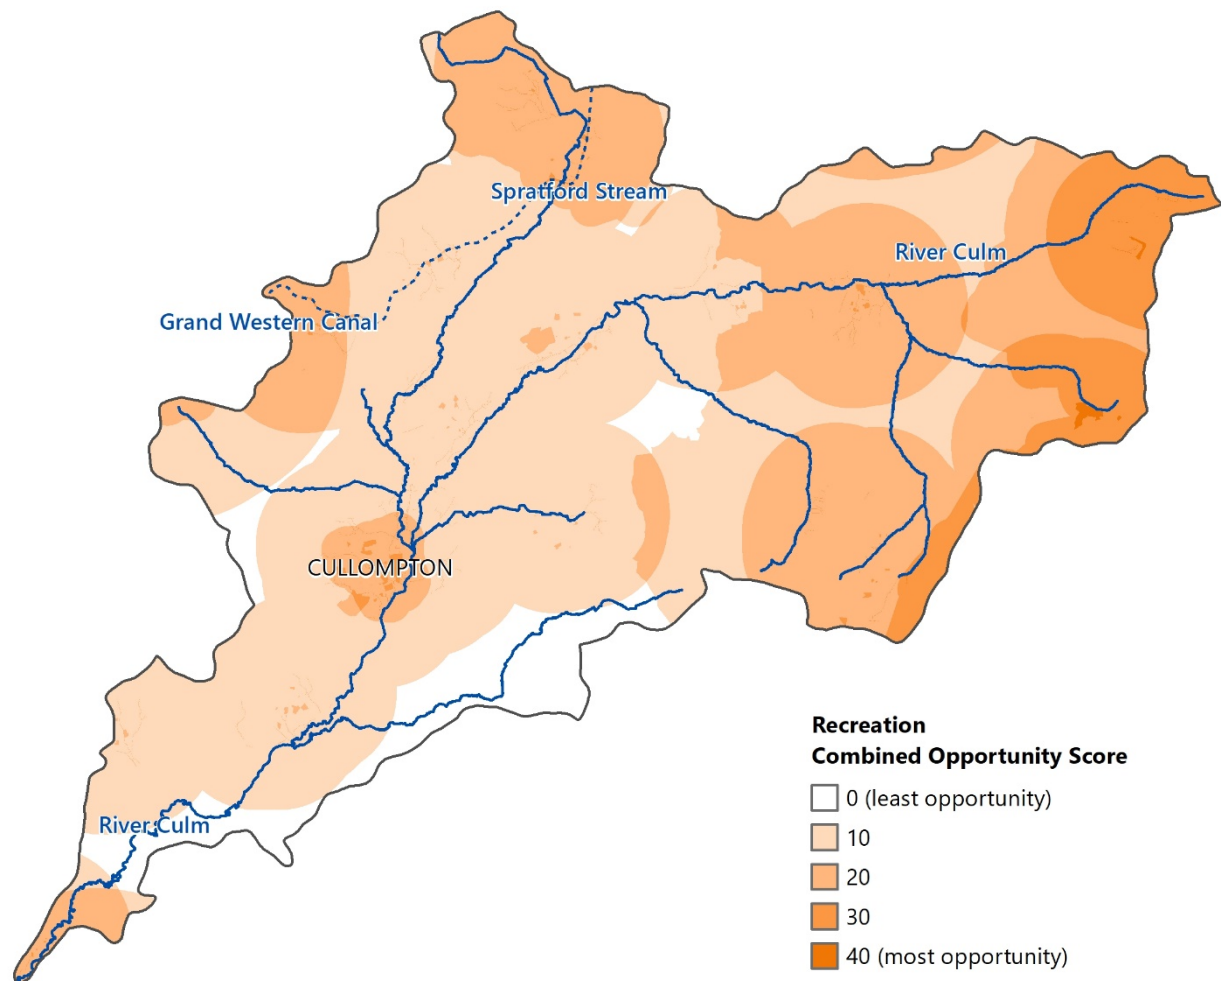 Spratford Stream
River Culm
Grand Western Canal
CULLOMPTON
River Culm
Recreation
Combined Opportunity Score
0 (least opportunity)
10
20
30
40 (most opportunity)